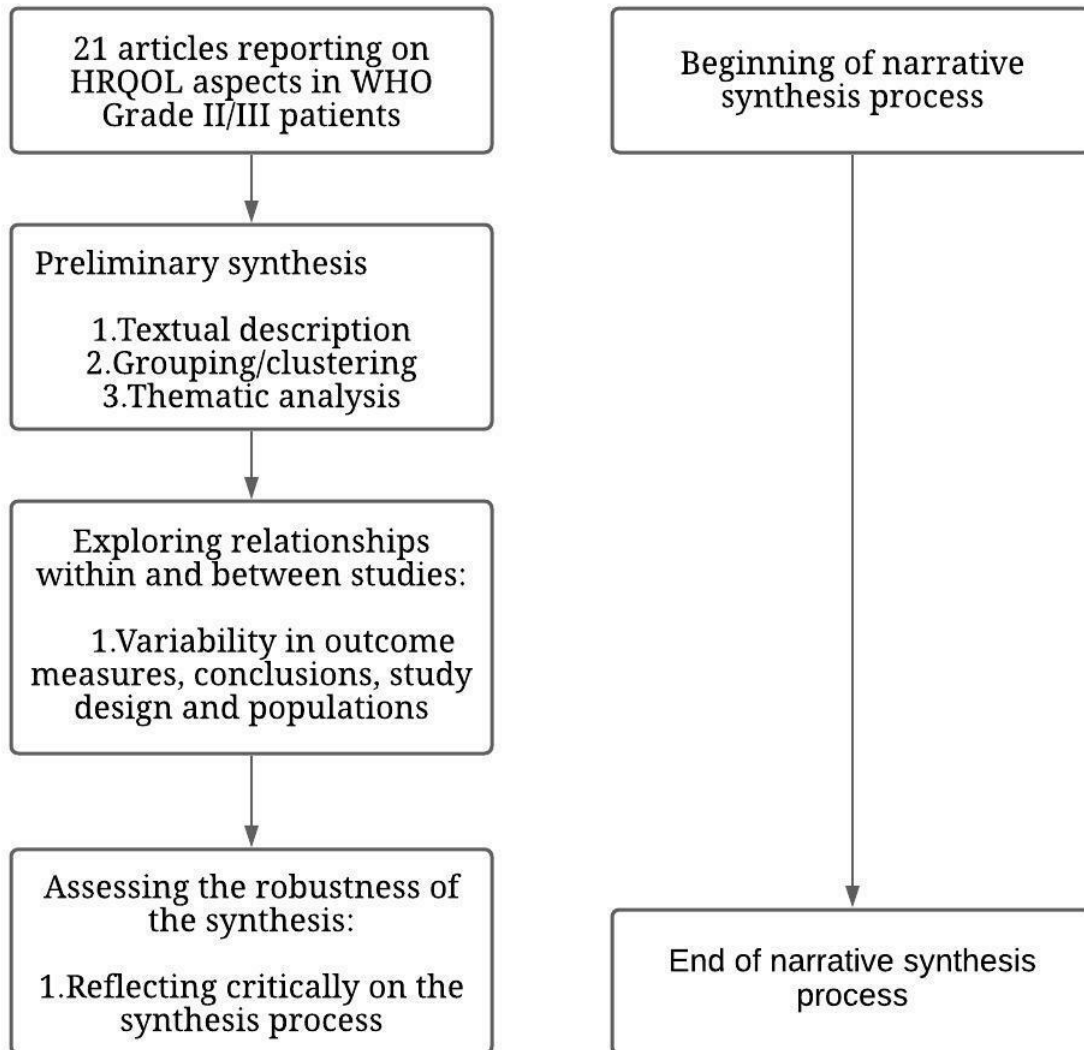 21 articles reporting on
HRQOL aspects in WHO
Grade II/III patients
Preliminary synthesis
1.Textual description
2.Grouping/clustering
3.Thematic analysis
Exploring relationships
within and between studies:
1.Variability in outcome
measures, conclusions, study
design and populations
Assessing the robustness of
the synthesis:
1.Reflecting critically on the
synthesis process
Beginning of narrative
synthesis process
End of narrative synthesis
process